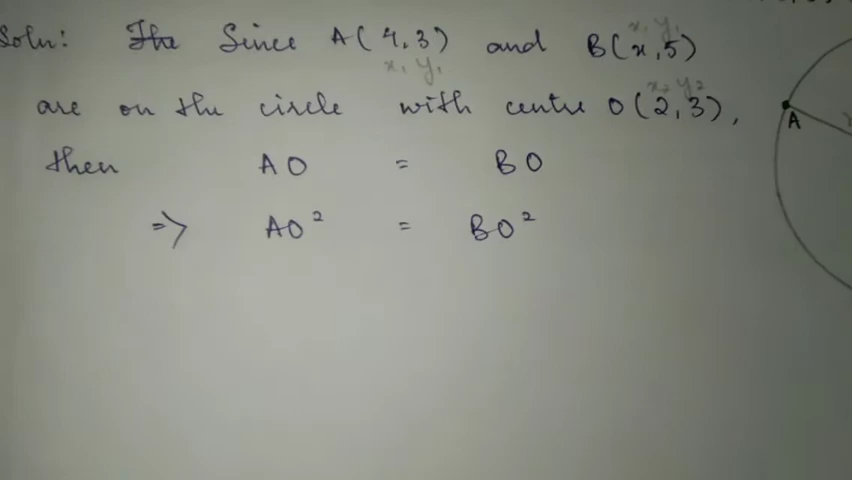 Soln: The Since A(4,3) and B(x,5)
x₁ y₁ x₁ y₁
are on the circle with centre O(2,3),
x₂ y₂
then AO = BO
=> AO² = BO²
A